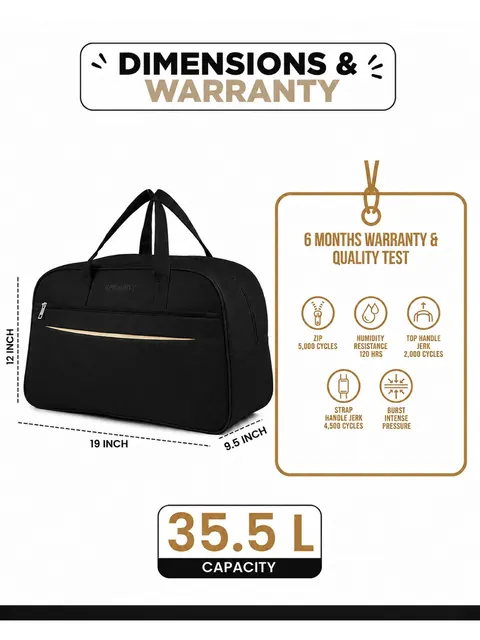 DIMENSIONS &
WARRANTY
12 INCH
19 INCH
9.5 INCH
6 MONTHS WARRANTY &
QUALITY TEST
ZIP
5,000 CYCLES
HUMIDITY
RESISTANCE
120 HRS
TOP HANDLE
JERK
2,000 CYCLES
STRAP
HANDLE JERK
4,500 CYCLES
BURST
INTENSE
PRESSURE
35.5 L
CAPACITY